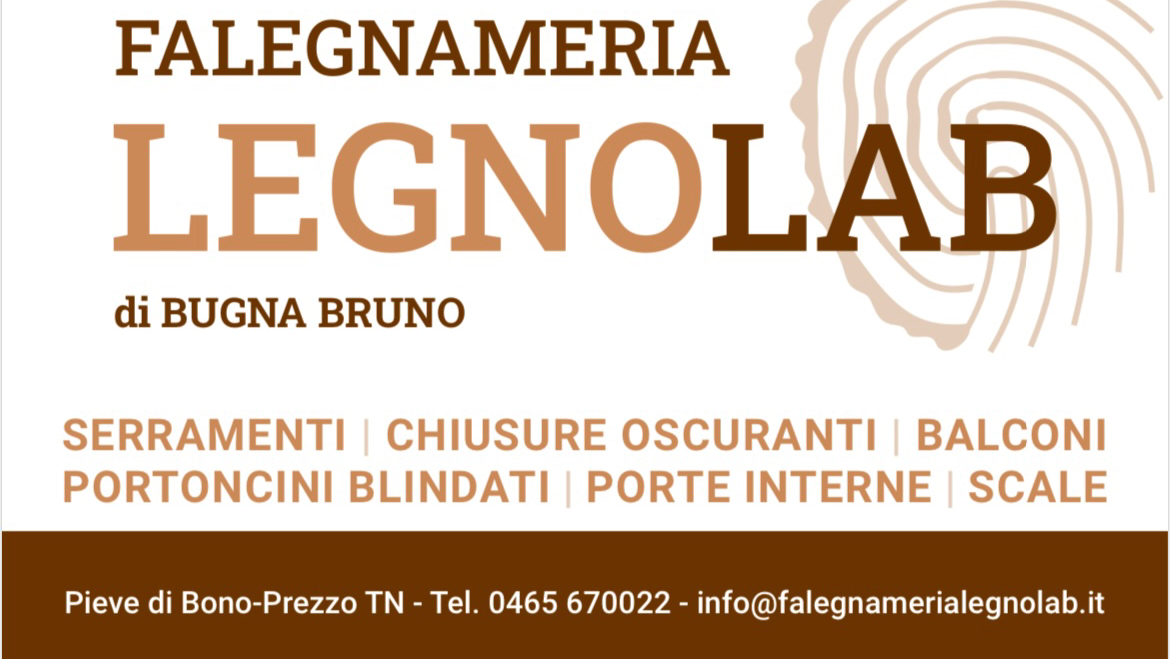 FALEGNAMERIA
LEGNOLAB
di BUGNA BRUNO
SERRAMENTI | CHIUSURE OSCURANTI | BALCONI
PORTONCINI BLINDATI | PORTE INTERNE | SCALE
Pieve di Bono-Prezzo TN - Tel. 0465 670022 - info@falegnamerialegnolab.it